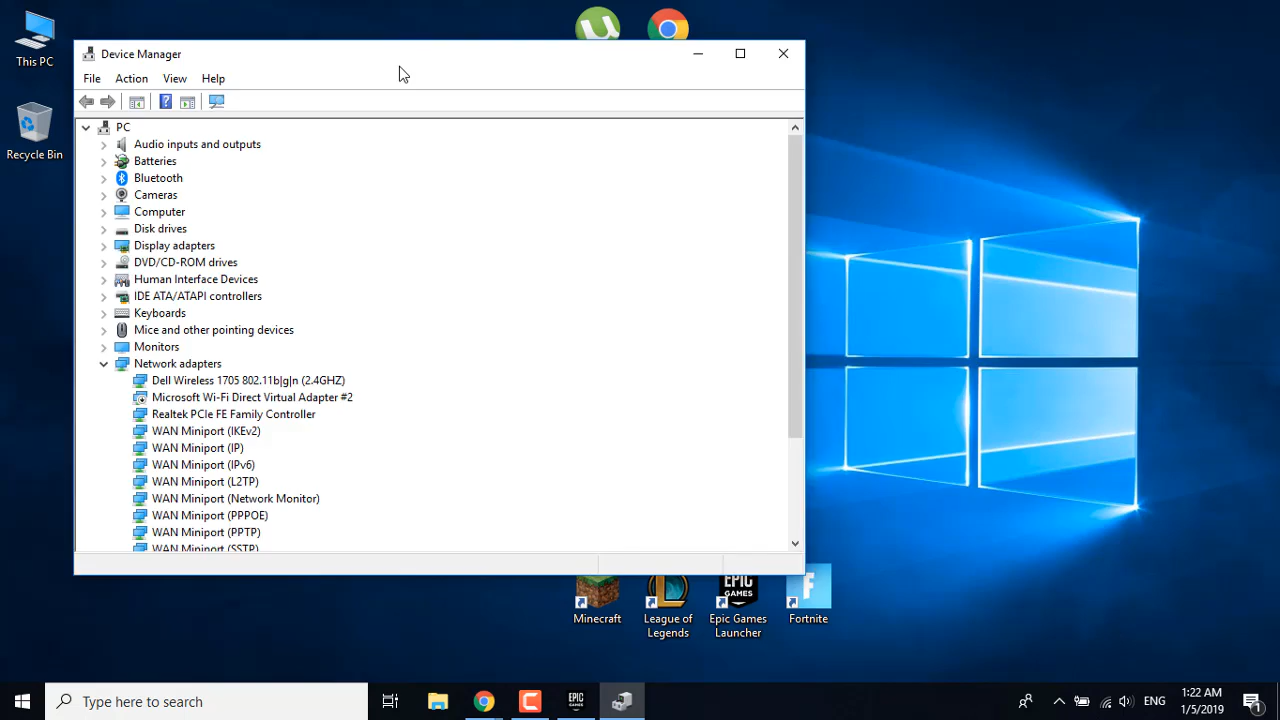 This PC
Recycle Bin
Device Manager
File Action View Help
PC
Audio inputs and outputs
Batteries
Bluetooth
Cameras
Computer
Disk drives
Display adapters
DVD/CD-ROM drives
Human Interface Devices
IDE ATA/ATAPI controllers
Keyboards
Mice and other pointing devices
Monitors
Network adapters
Dell Wireless 1705 802.11b|g|n (2.4GHZ)
Microsoft Wi-Fi Direct Virtual Adapter #2
Realtek PCIe FE Family Controller
WAN Miniport (IKEv2)
WAN Miniport (IP)
WAN Miniport (IPv6)
WAN Miniport (L2TP)
WAN Miniport (Network Monitor)
WAN Miniport (PPPOE)
WAN Miniport (PPTP)
WAN Miniport (SSTP)
EPIC
GAMES
Minecraft
League of
Legends
Epic Games
Launcher
Fortnite
Type here to search
EPIC
ENG
1:22 AM
1/5/2019
1